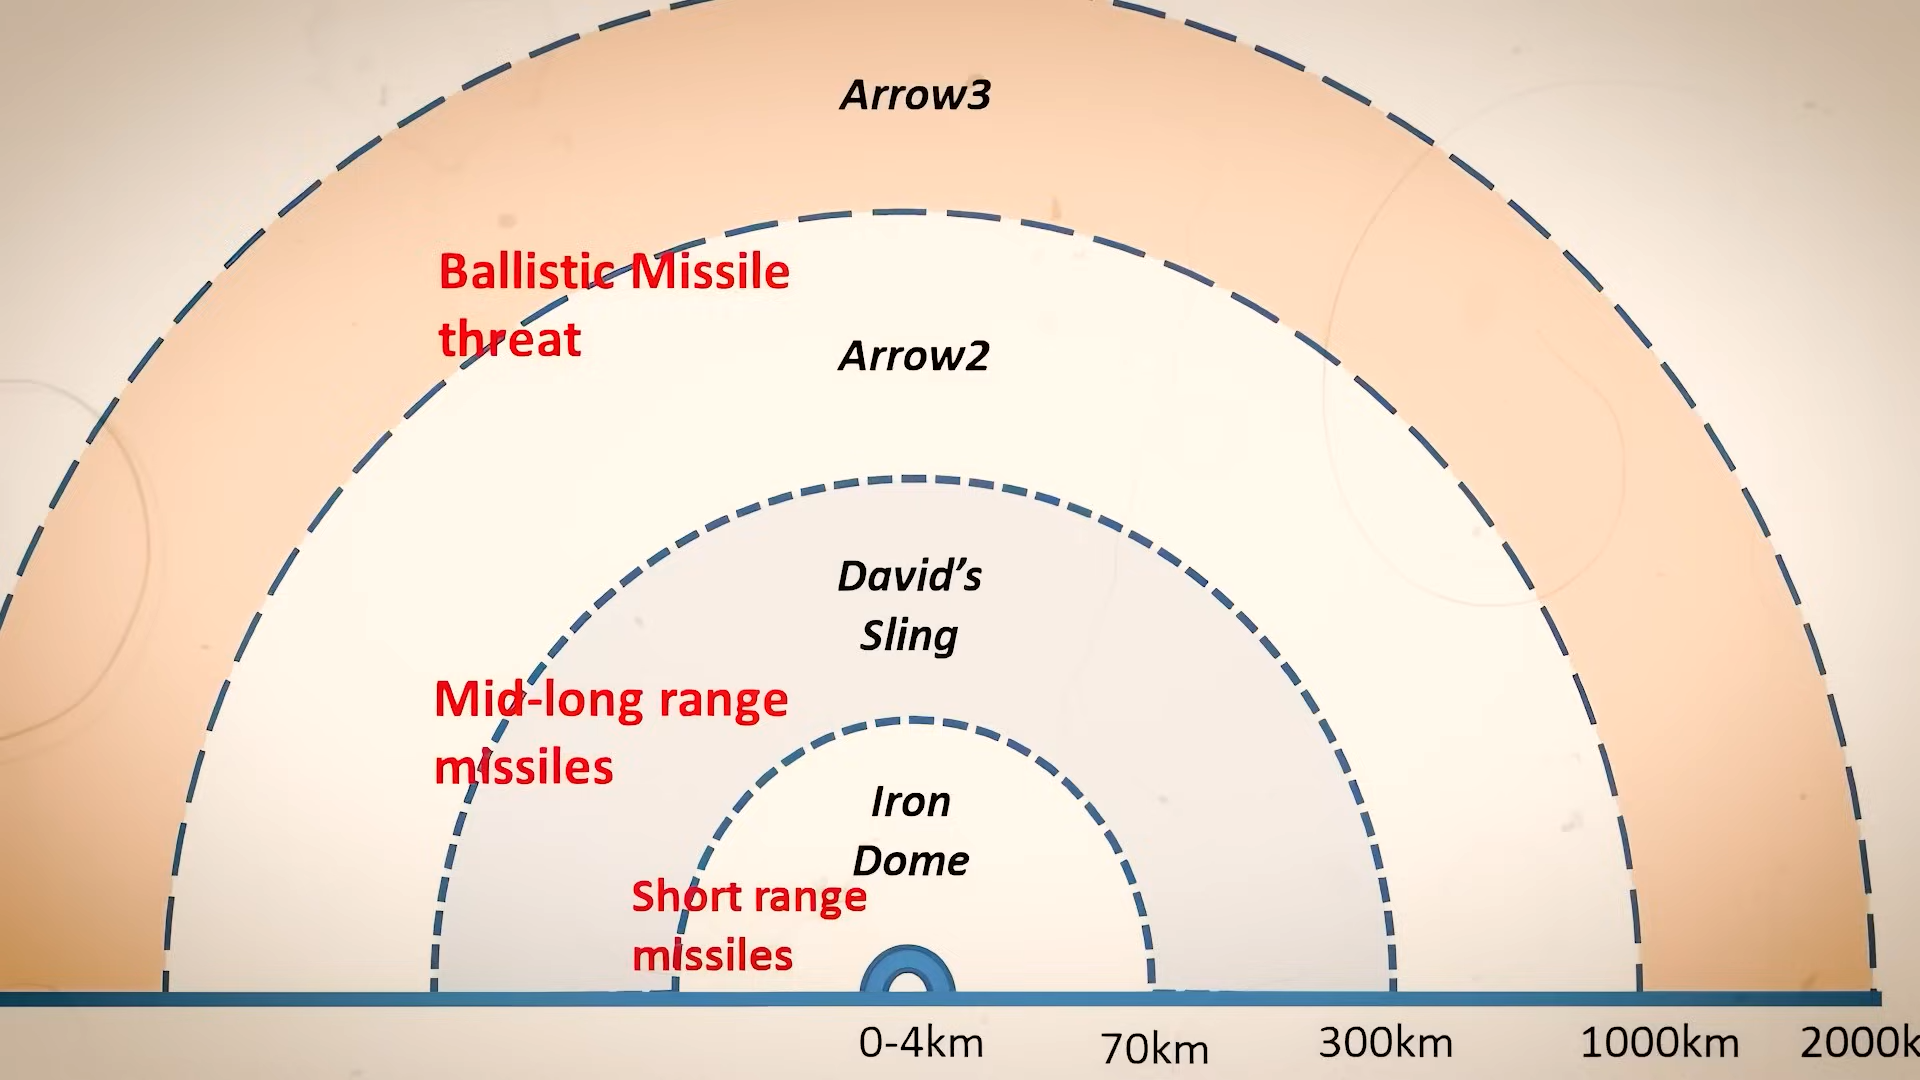 Arrow3
Ballistic Missile
threat
Arrow2
David’s
Sling
Mid-long range
missiles
Iron
Dome
Short range
missiles
0-4km
70km
300km
1000km
2000k